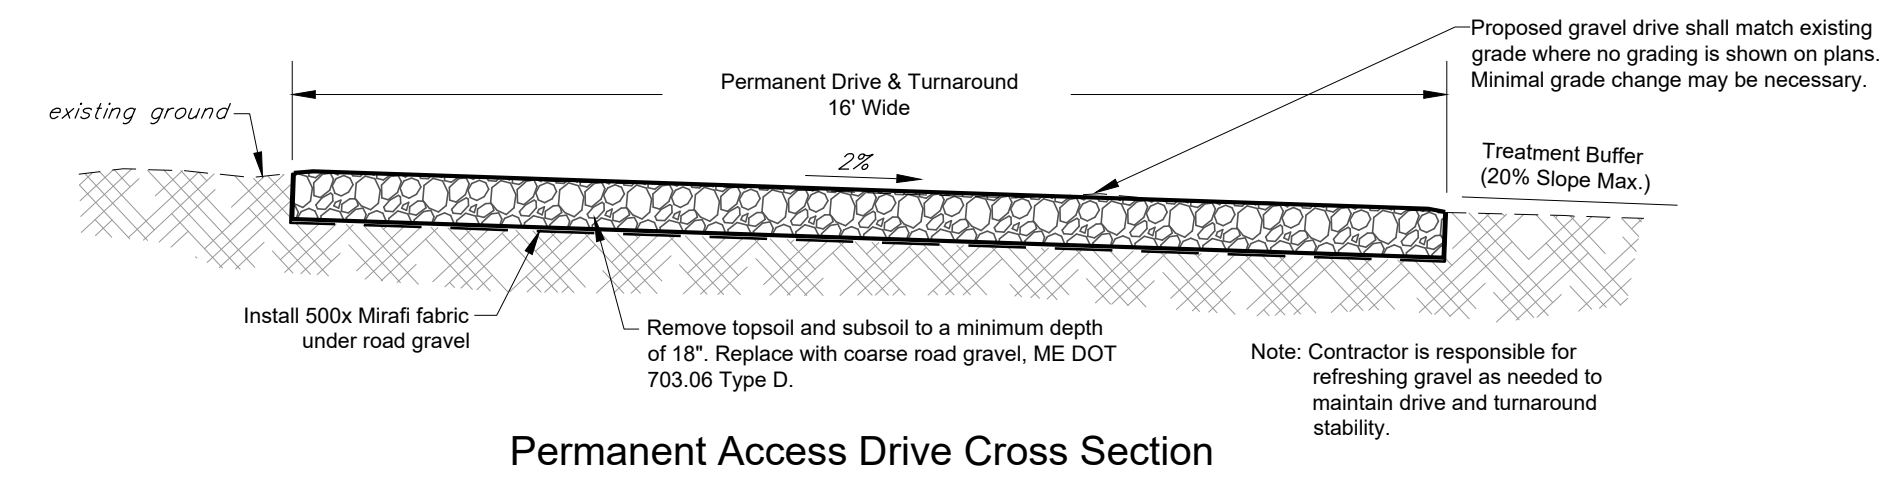 Proposed gravel drive shall match existing
grade where no grading is shown on plans.
Minimal grade change may be necessary.
Permanent Drive & Turnaround
16' Wide
existing ground
2%
Treatment Buffer
(20% Slope Max.)
Install 500x Mirafi fabric
under road gravel
Remove topsoil and subsoil to a minimum depth
of 18". Replace with coarse road gravel, ME DOT
703.06 Type D.
Note: Contractor is responsible for
refreshing gravel as needed to
maintain drive and turnaround
stability.
Permanent Access Drive Cross Section